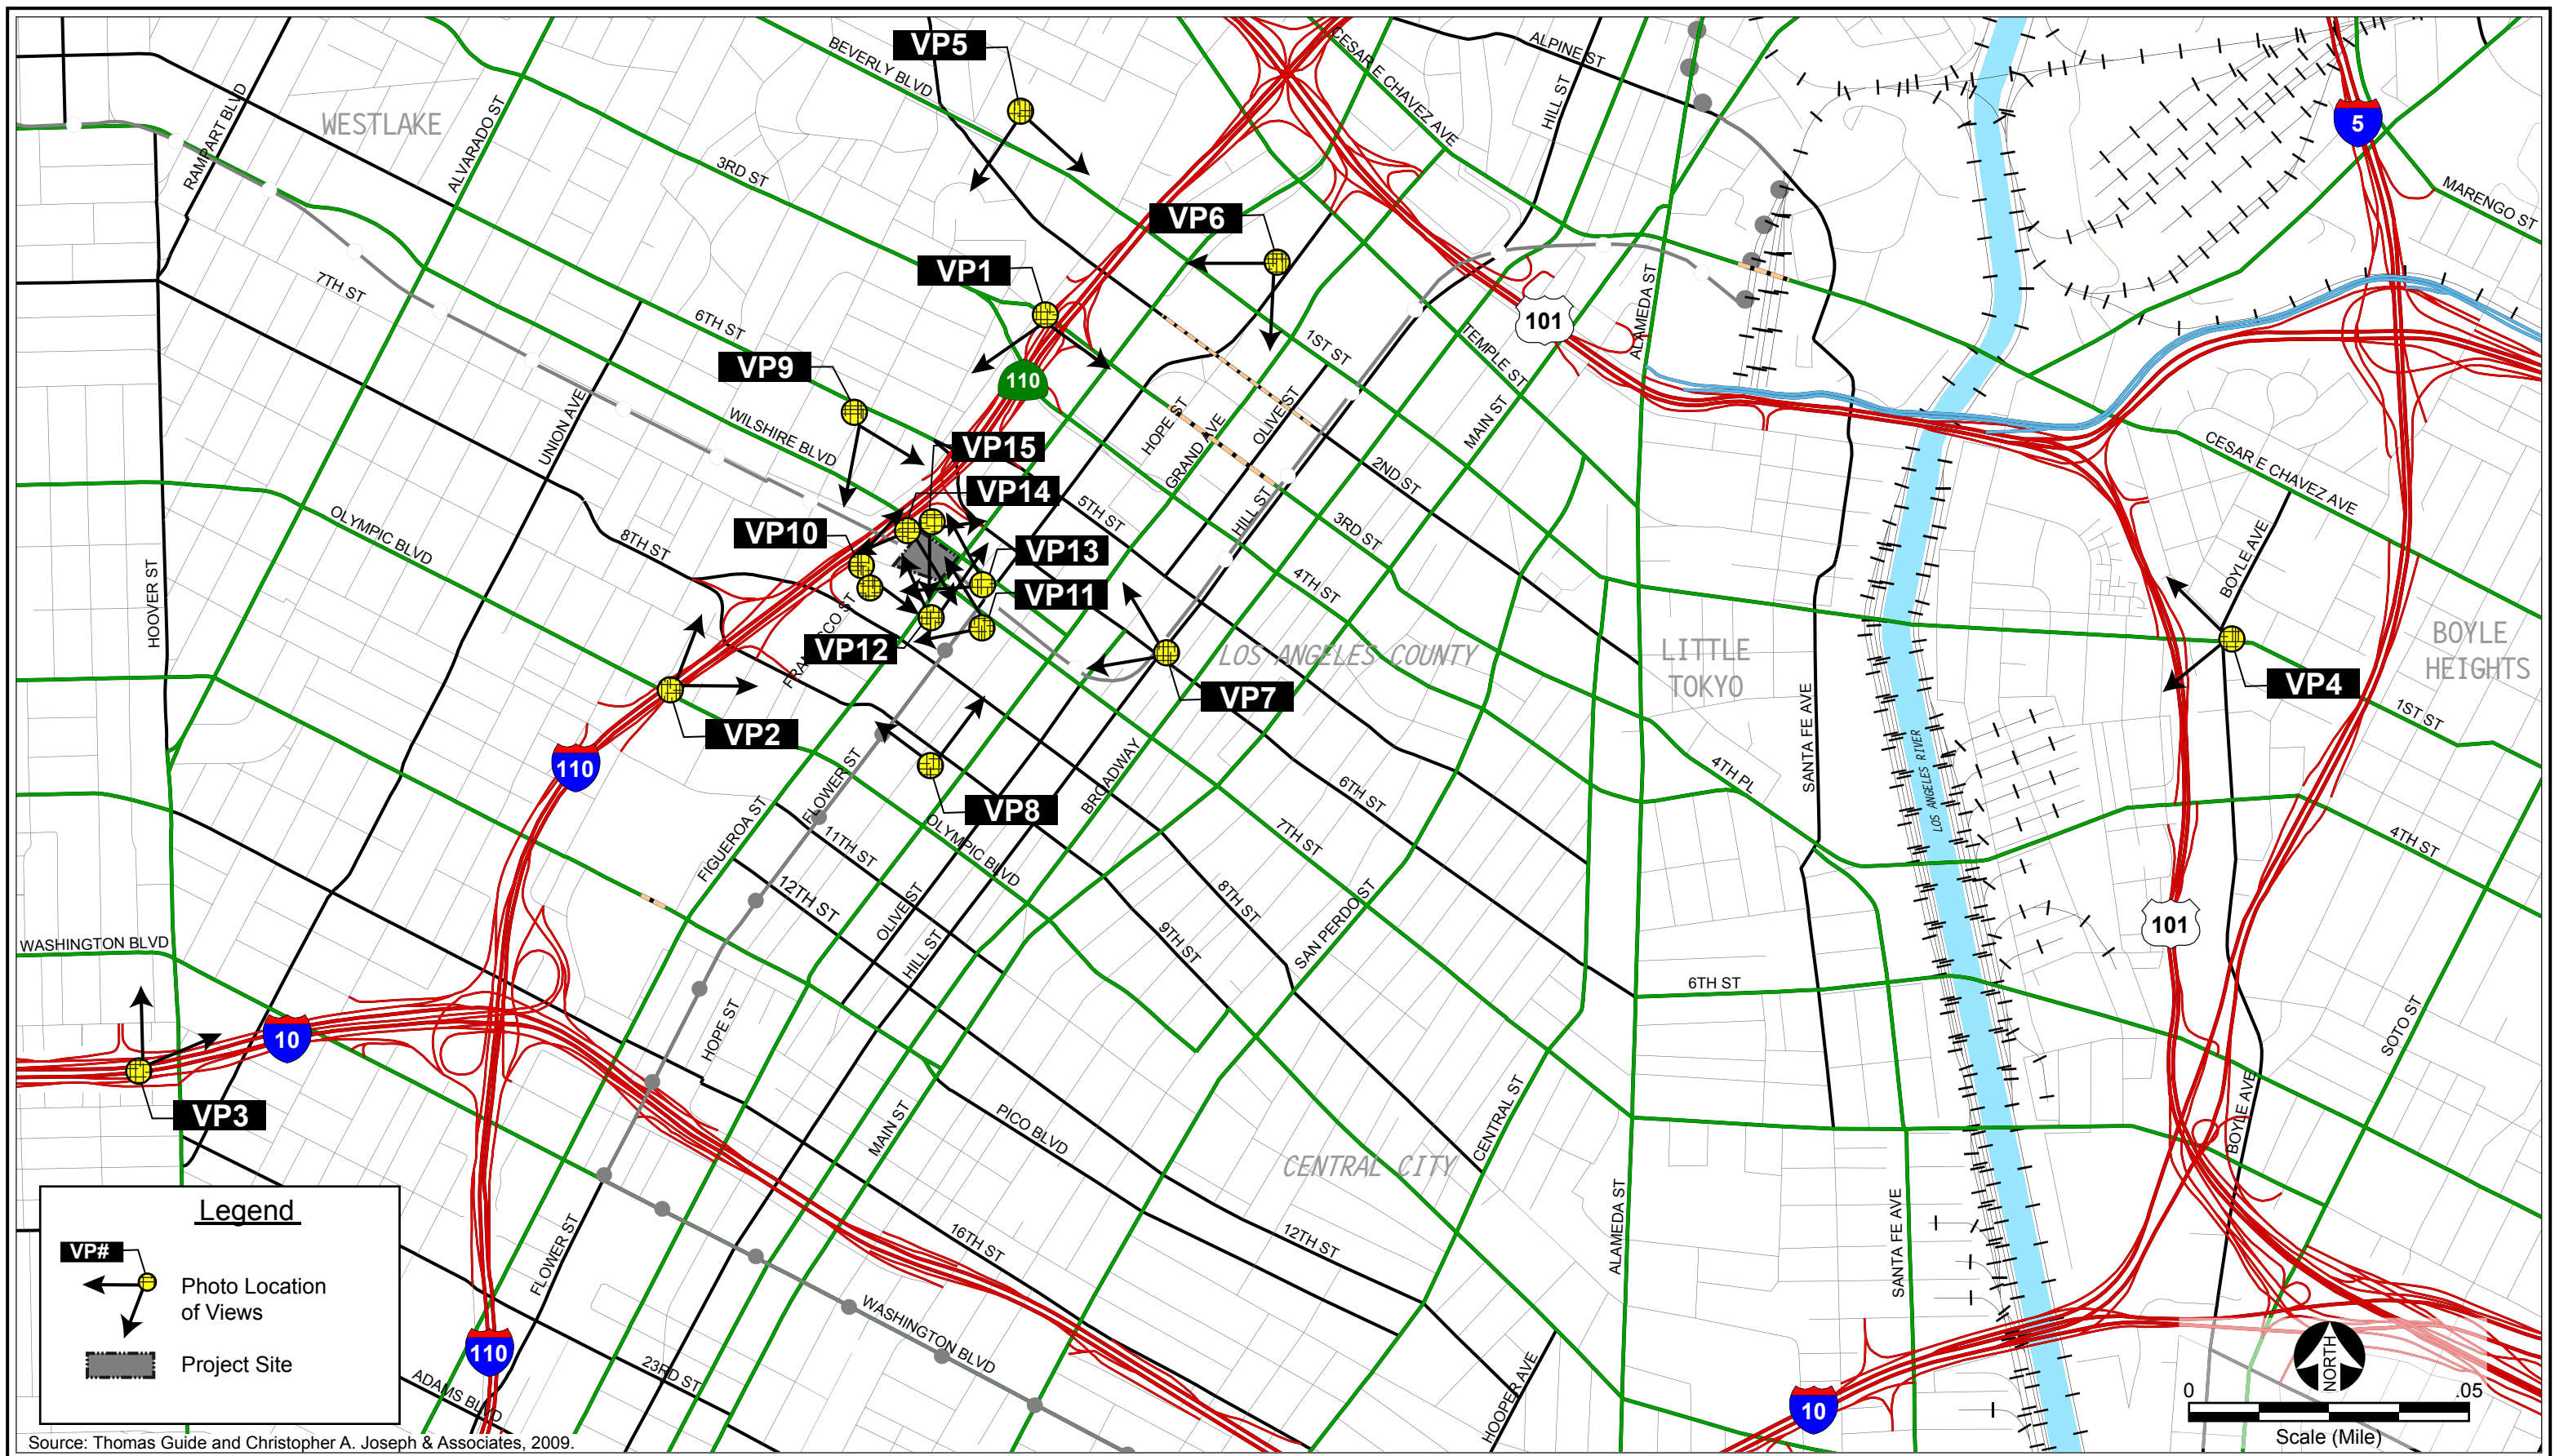 VP5
BEVERLY BLVD
CESAR E CHAVEZ AVE
ALPINE ST
HILL ST
5
MARENGO ST
RAMPART BLVD
WESTLAKE
ALVARADO ST
3RD ST
VP6
VP1
7TH ST
6TH ST
101
ALAMEDA ST
1ST ST
TEMPLE ST
VP9
110
UNION AVE
WILSHIRE BLVD
HOPE ST
GRAND AVE
OLIVE ST
MAIN ST
VP15
VP14
2ND ST
CESAR E CHAVEZ AVE
OLYMPIC BLVD
8TH ST
VP10
5TH ST
HILL ST
3RD ST
VP13
VP11
4TH ST
BOYLE AVE
HOOVER ST
VP12
LOS ANGELES COUNTY
LITTLE
TOKYO
BOYLE
HEIGHTS
VP7
VP4
VP2
1ST ST
SANTA FE AVE
110
FLOWER ST
BROADWAY
4TH PL
LOS ANGELES RIVER
VP8
6TH ST
FIGUEROA ST
11TH ST
OLYMPIC BLVD
7TH ST
4TH ST
12TH ST
OLIVE ST
8TH ST
SAN PERDO ST
101
WASHINGTON BLVD
HILL ST
9TH ST
6TH ST
10
HOPE ST
SOTO ST
VP3
MAIN ST
PICO BLVD
CENTRAL ST
BOYLE AVE
CENTRAL CITY
Legend
VP#
Photo Location
of Views
Project Site
FLOWER ST
16TH ST
12TH ST
ALAMEDA ST
SANTA FE AVE
WASHINGTON BLVD
110
23RD ST
ADAMS BLVD
HOOPER AVE
10
NORTH
0 .05
Scale (Mile)
Source: Thomas Guide and Christopher A. Joseph & Associates, 2009.